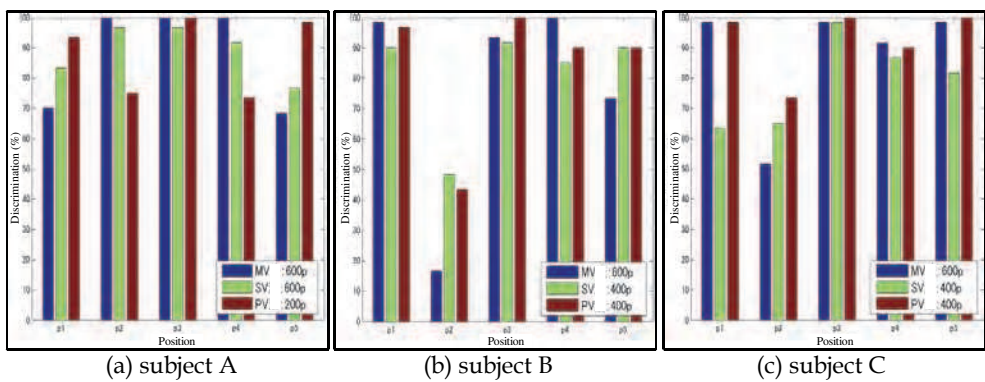 Discrimination (%)
100
90
80
70
60
50
40
30
20
10
0
p1 p2 p3 p4 p5
Position
MV :600p
SV :600p
PV :200p
(a) subject A
Discrimination (%)
100
90
80
70
60
50
40
30
20
10
0
p1 p2 p3 p4 p5
Position
MV :600p
SV :400p
PV :400p
(b) subject B
Discrimination (%)
100
90
80
70
60
50
40
30
20
10
0
p1 p2 p3 p4 p5
Position
MV :600p
SV :400p
PV :400p
(c) subject C